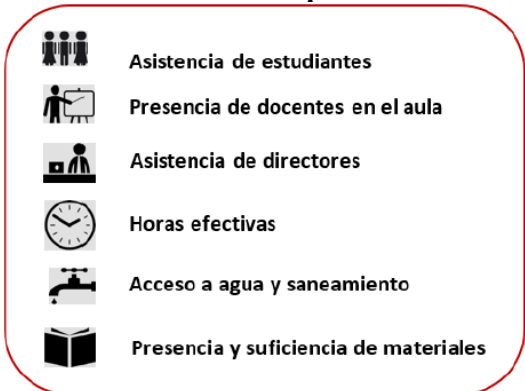 Asistencia de estudiantes
Presencia de docentes en el aula
Asistencia de directores
Horas efectivas
Acceso a agua y saneamiento
Presencia y suficiencia de materiales